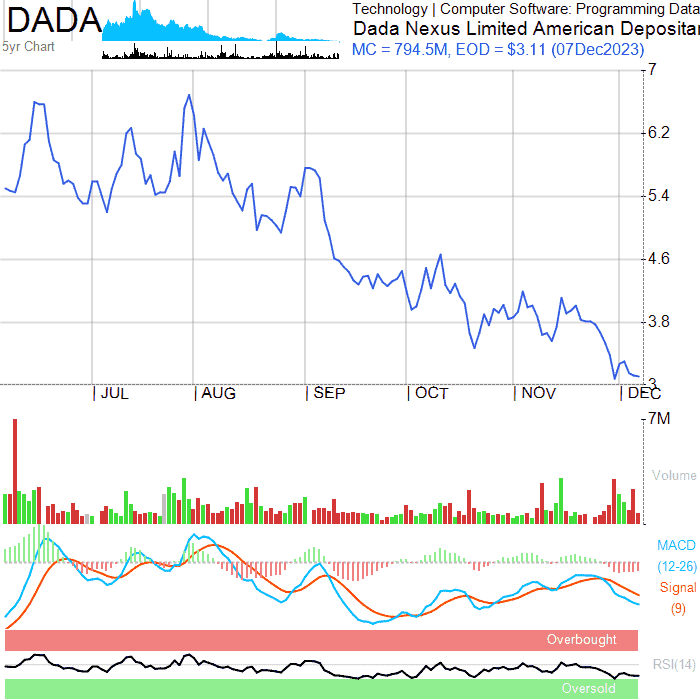 DADA
5yr Chart
Technology | Computer Software: Programming Data
Dada Nexus Limited American Depositar
MC = 794.5M, EOD = $3.11 (07Dec2023)
7
6.2
5.4
4.6
3.8
3
JUL AUG SEP OCT NOV DEC
7M
Volume
MACD
(12-26)
Signal
(9)
Overbought
RSI(14)
Oversold